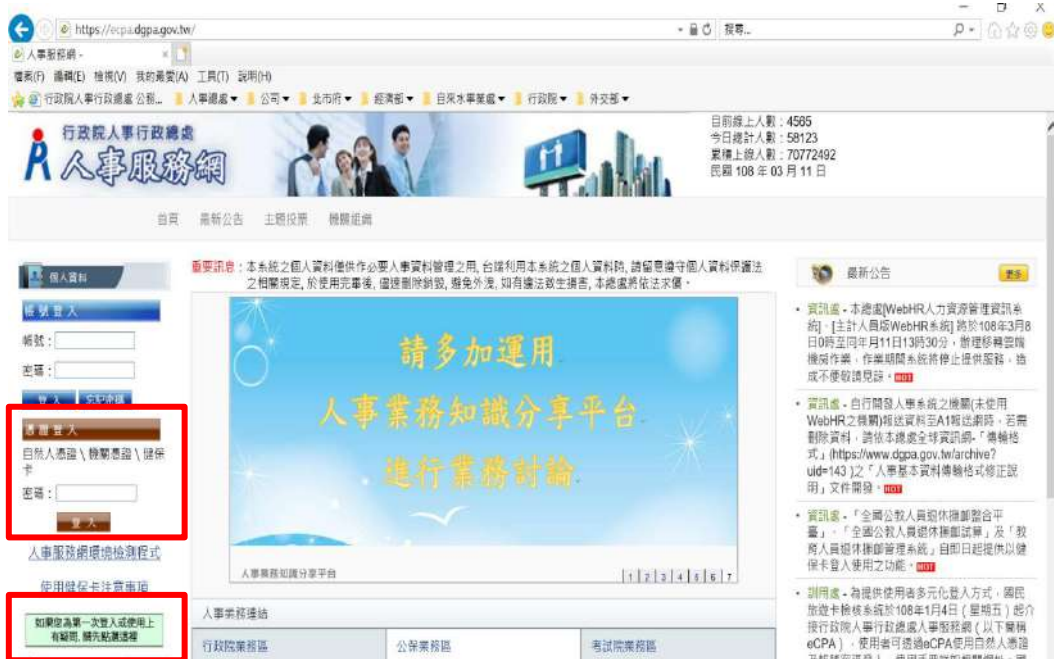 https://ecpa.dgpa.gov.tw/
搜尋...
人事服務網 -
檔案(F) 編輯(E) 檢視(V) 我的最愛(A) 工具(T) 說明(H)
行政院人事行政總處 公務...
人事總處
公司
北市府
經濟部
自來水事業處
行政院
外交部
行政院人事行政總處
人事服務網
目前線上人數：4565
今日總計人數：58123
累積上線人數：70772492
民國 108 年 03 月 11 日
首頁 最新公告 主題投票 機關組織
個人資料
帳號登入
帳號：
密碼：
登入 忘記密碼
憑證登入
自然人憑證 \ 機關憑證 \ 健保
卡
密碼：
登入
人事服務網環境檢測程式
使用健保卡注意事項
如果您為第一次登入或使用上
有疑問, 請先點選這裡
重要訊息：本系統之個人資料僅供作必要人事資料管理之用, 台端利用本系統之個人資料時, 請留意遵守個人資料保護法
之相關規定, 於使用完畢後, 儘速刪除銷毀, 避免外洩, 如有違法致生損害, 本總處將依法求償。
請多加運用
人事業務知識分享平台
進行業務討論
人事業務知識分享平台
1 2 3 4 5 6 7
人事業務連結
行政院業務區 公保業務區 考試院業務區
最新公告 更多
資訊處 - 本總處[WebHR人力資源管理資訊系
統]、[主計人員版WebHR系統] 將於108年3月8
日0時至同年月11日13時30分，辦理移轉雲端
機房作業，作業期間系統將停止提供服務，造
成不便敬請見諒。HOT
資訊處 - 自行開發人事系統之機關(未使用
WebHR之機關)報送資料至A1報送網時，若需
刪除資料，請依本總處全球資訊網-「傳輸格
式」(https://www.dgpa.gov.tw/archive?
uid=143 )之「人事基本資料傳輸格式修正說
明」文件開發。HOT
資訊處 - 「全國公教人員退休撫卹整合平
臺」、「全國公教人員退休撫卹試算」及「教
育人員退休撫卹管理系統」自即日起提供以健
保卡登入使用之功能。HOT
訓用處 - 為提供使用者多元化登入方式，國民
旅遊卡檢核系統於108年1月4日 ( 星期五 ) 起介
接行政院人事行政總處人事服務網 ( 以下簡稱
eCPA ) ，使用者可透過eCPA使用自然人憑證